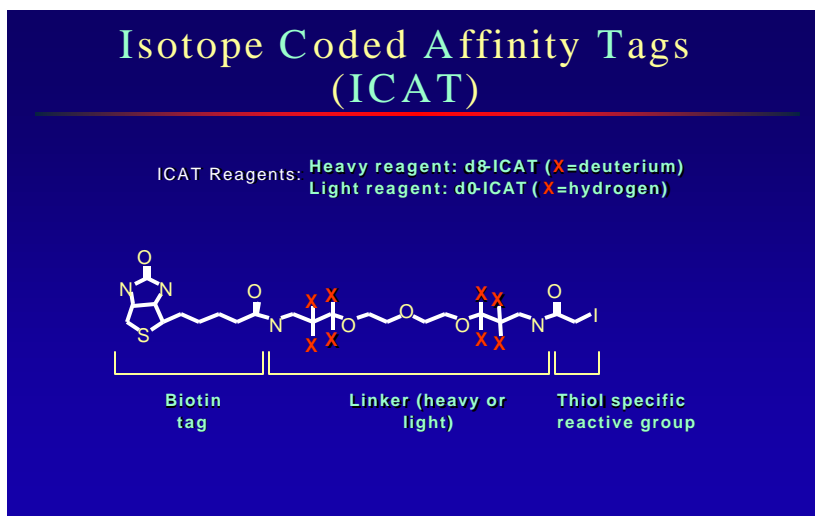 Isotope Coded Affinity Tags
(ICAT)
ICAT Reagents:
Heavy reagent: d8-ICAT (X=deuterium)
Light reagent: d0-ICAT (X=hydrogen)
O
N N
S
O
N
X X
X X
O
O
O
X X
X X
N
O
I
Biotin
tag
Linker (heavy or
light)
Thiol specific
reactive group